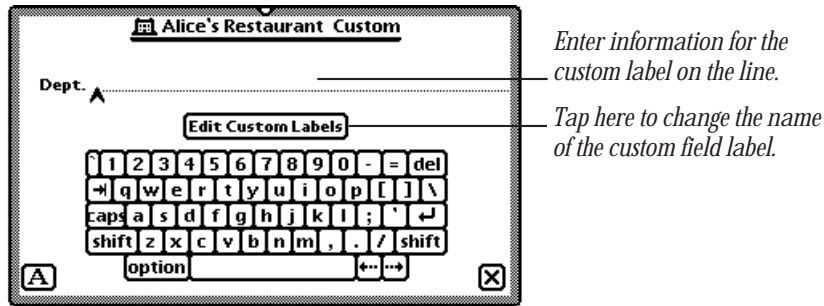 Alice's Restaurant Custom
Enter information for the
custom label on the line.
Dept.
Tap here to change the name
of the custom field label.
Edit Custom Labels
` 1 2 3 4 5 6 7 8 9 0 - = del
q w e r t y u i o p [ ] \
caps a s d f g h j k l ; '
shift z x c v b n m , . / shift
option
A